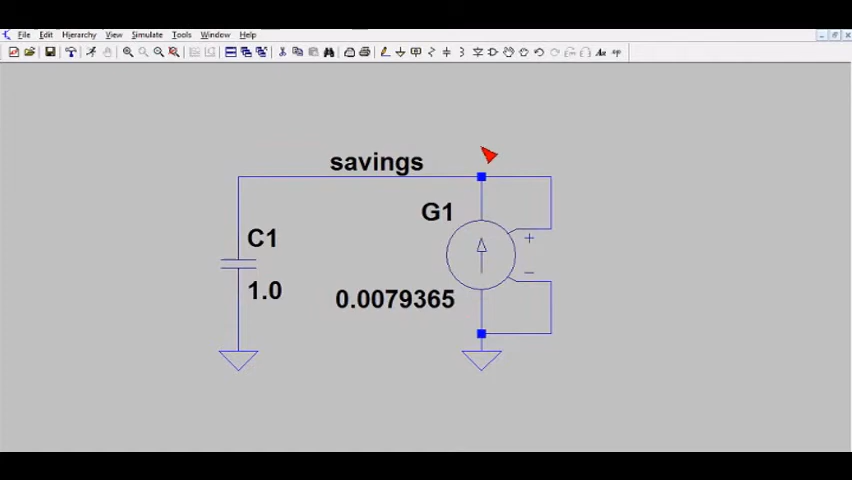 File Edit Hierarchy View Simulate Tools Window Help
savings
G1
+
C1
−
1.0
0.0079365